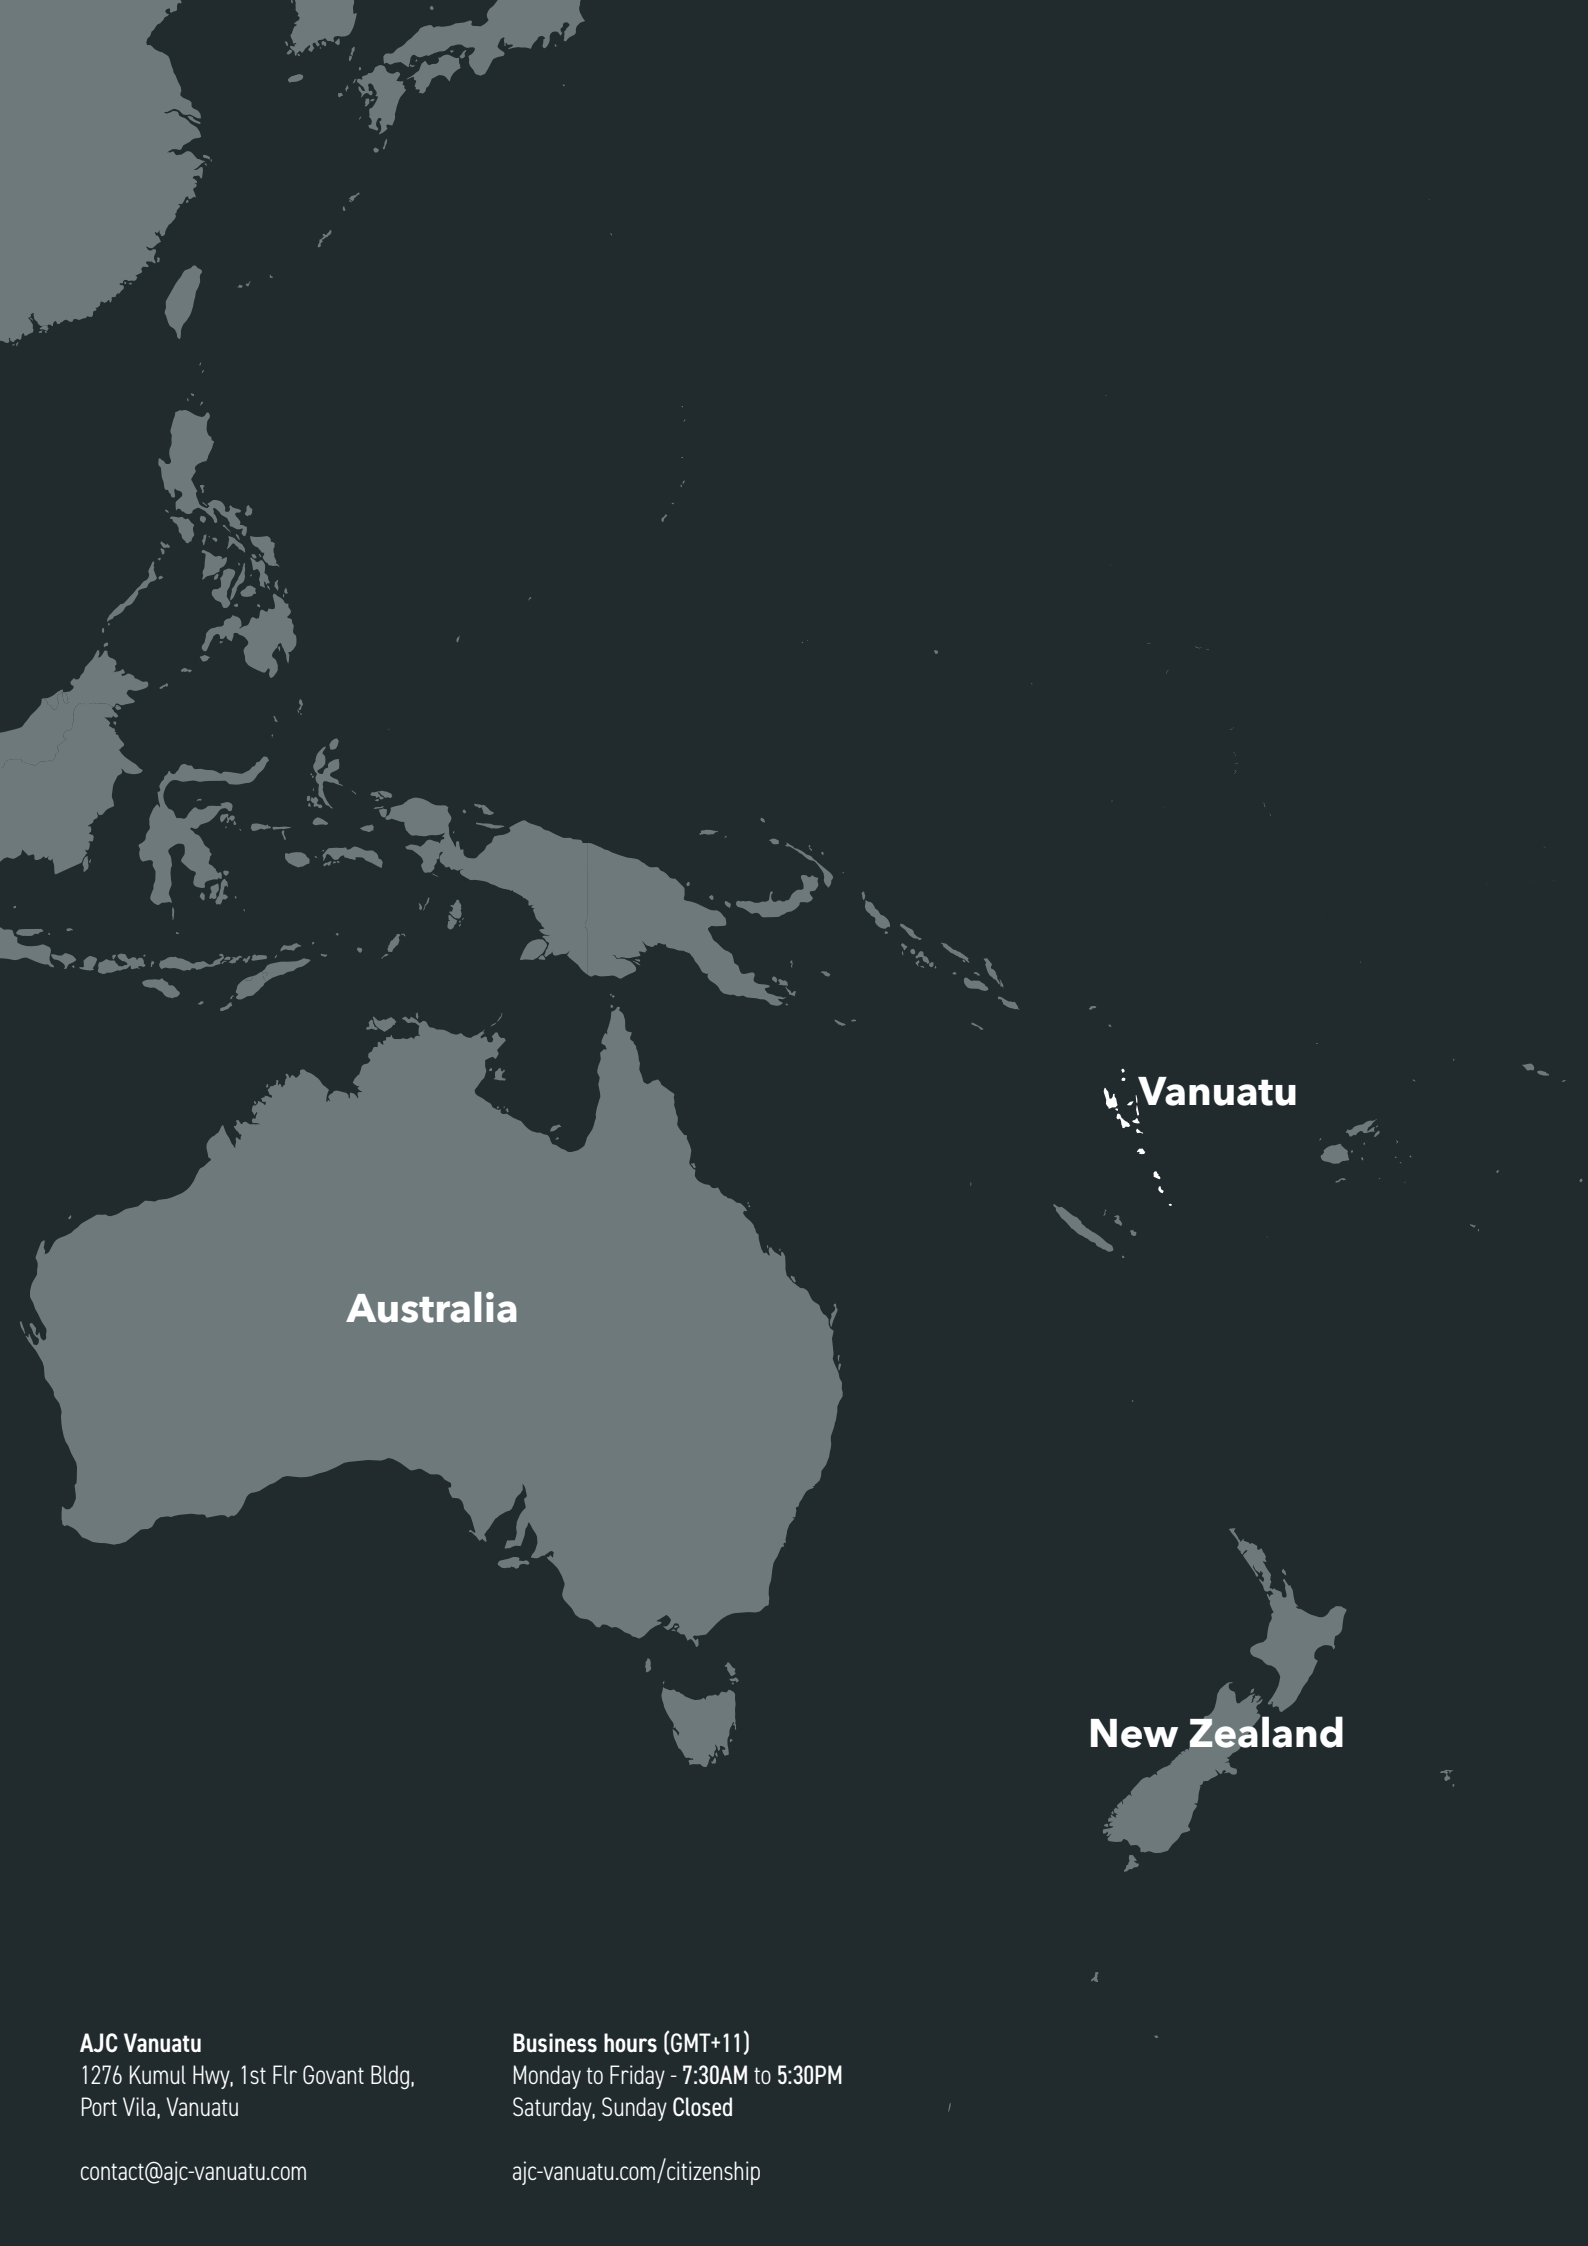 Vanuatu
Australia
New Zealand
AJC Vanuatu
1276 Kumul Hwy, 1st Flr Govant Bldg,
Port Vila, Vanuatu
contact@ajc-vanuatu.com
Business hours (GMT+11)
Monday to Friday - 7:30AM to 5:30PM
Saturday, Sunday Closed
ajc-vanuatu.com/citizenship